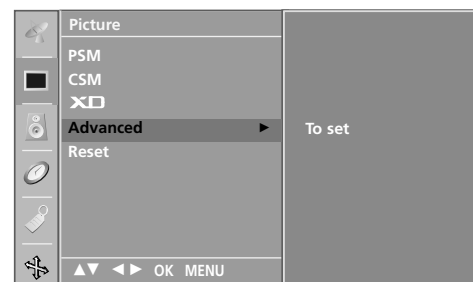 Picture
PSM
CSM
XD
Advanced ► To set
Reset
▲▼ ◄► OK MENU